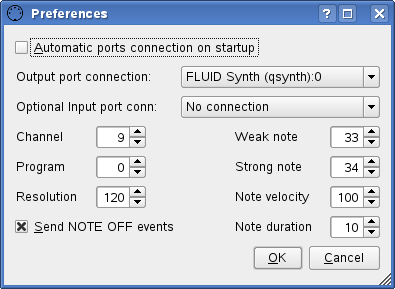 Preferences
Automatic ports connection on startup
Output port connection: FLUID Synth (qsynth):0
Optional Input port conn: No connection
Channel 9 Weak note 33
Program 0 Strong note 34
Resolution 120 Note velocity 100
Send NOTE OFF events Note duration 10
OK Cancel